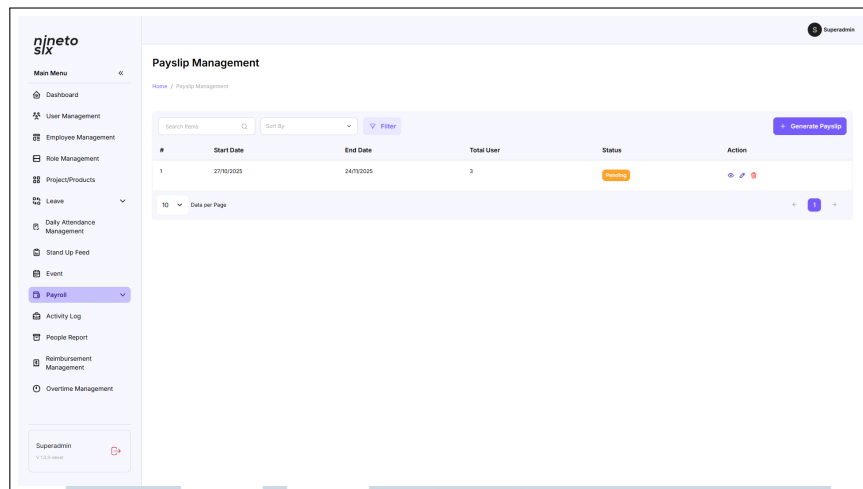 nineto
six
S Superadmin
Main Menu «
Dashboard
User Management
Employee Management
Role Management
Project/Products
Leave
Daily Attendance
Management
Stand Up Feed
Event
Payroll
Activity Log
People Report
Reimbursement
Management
Overtime Management
Superadmin
Payslip Management
Home / Payslip Management
Search Items
Sort By
Filter
+ Generate Payslip
# Start Date End Date Total User Status Action
1 27/10/2025 24/11/2025 3 Pending
10 Data per Page
← 1 →